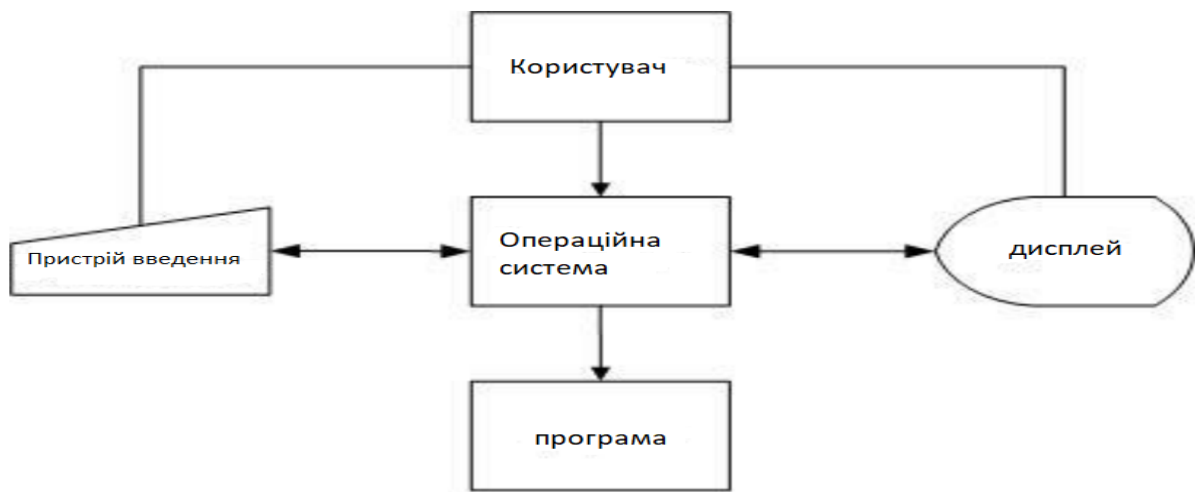 Користувач
Пристрій введення
Операційна
система
дисплей
програма